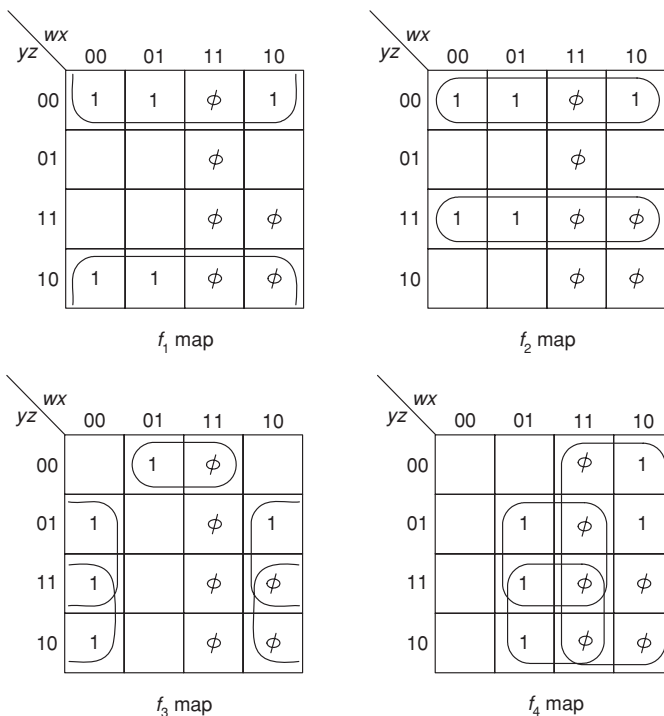 wx wx
yz 00 01 11 10 yz 00 01 11 10
00 1 1 ϕ 1 00 1 1 ϕ 1
01 ϕ 01 ϕ
11 ϕ ϕ 11 1 1 ϕ ϕ
10 1 1 ϕ ϕ 10 ϕ ϕ
f1 map f2 map
wx wx
yz 00 01 11 10 yz 00 01 11 10
00 1 ϕ 00 ϕ 1
01 1 ϕ 1 01 1 ϕ 1
11 1 ϕ ϕ 11 1 ϕ ϕ
10 1 ϕ ϕ 10 1 ϕ ϕ
f3 map f4 map